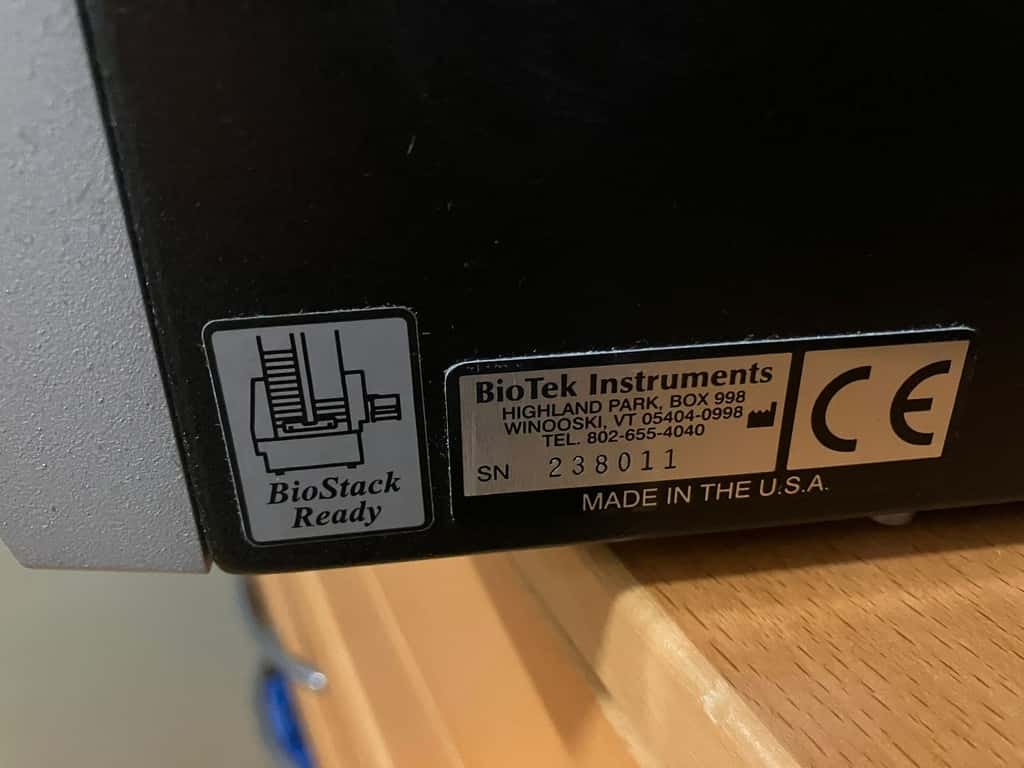 BioStack
Ready
BioTek Instruments
HIGHLAND PARK, BOX 998
WINOOSKI, VT 05404-0998
TEL. 802-655-4040
SN 238011
CE
MADE IN THE U.S.A.